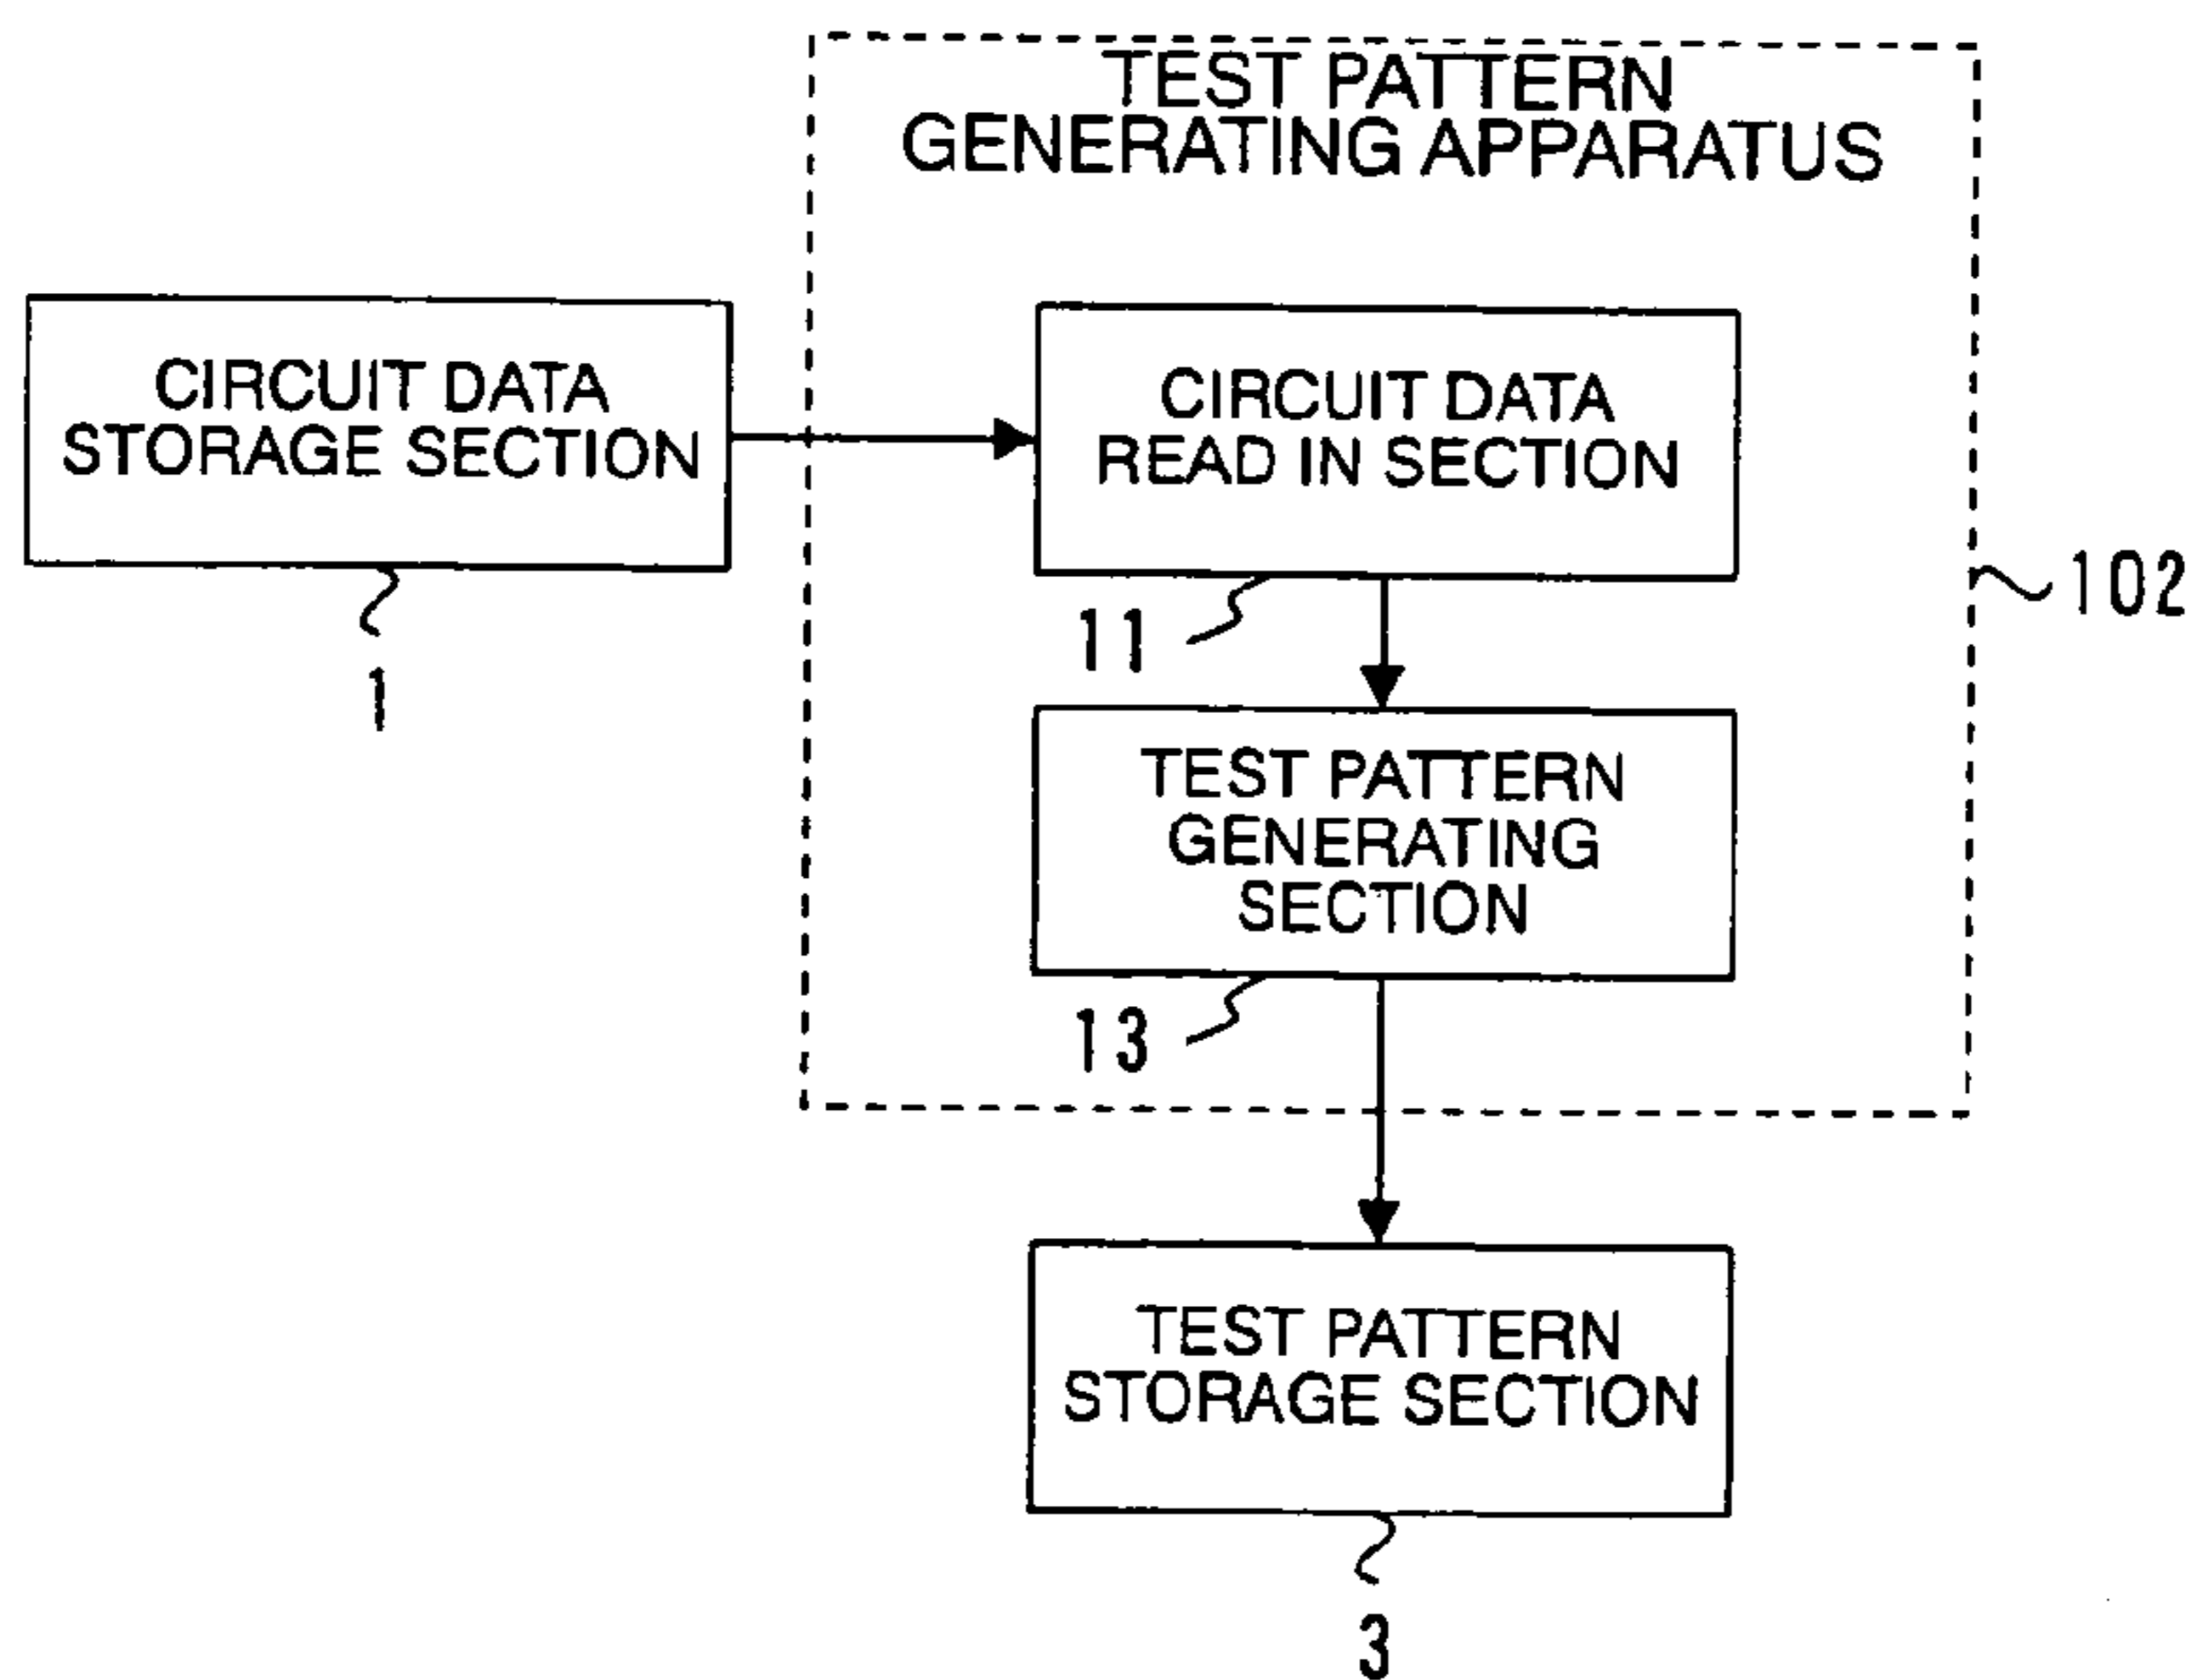 TEST PATTERN
GENERATING APPARATUS
CIRCUIT DATA
STORAGE SECTION
1
CIRCUIT DATA
READ IN SECTION
11
102
TEST PATTERN
GENERATING
SECTION
13
TEST PATTERN
STORAGE SECTION
3